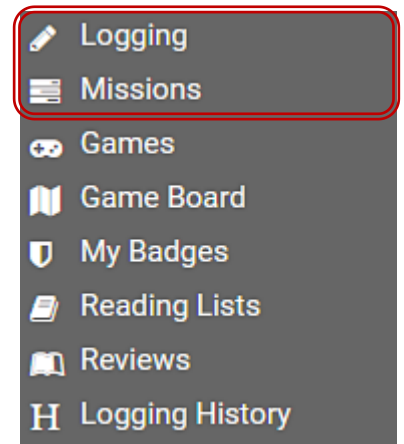 Logging
Missions
Games
Game Board
My Badges
Reading Lists
Reviews
H Logging History